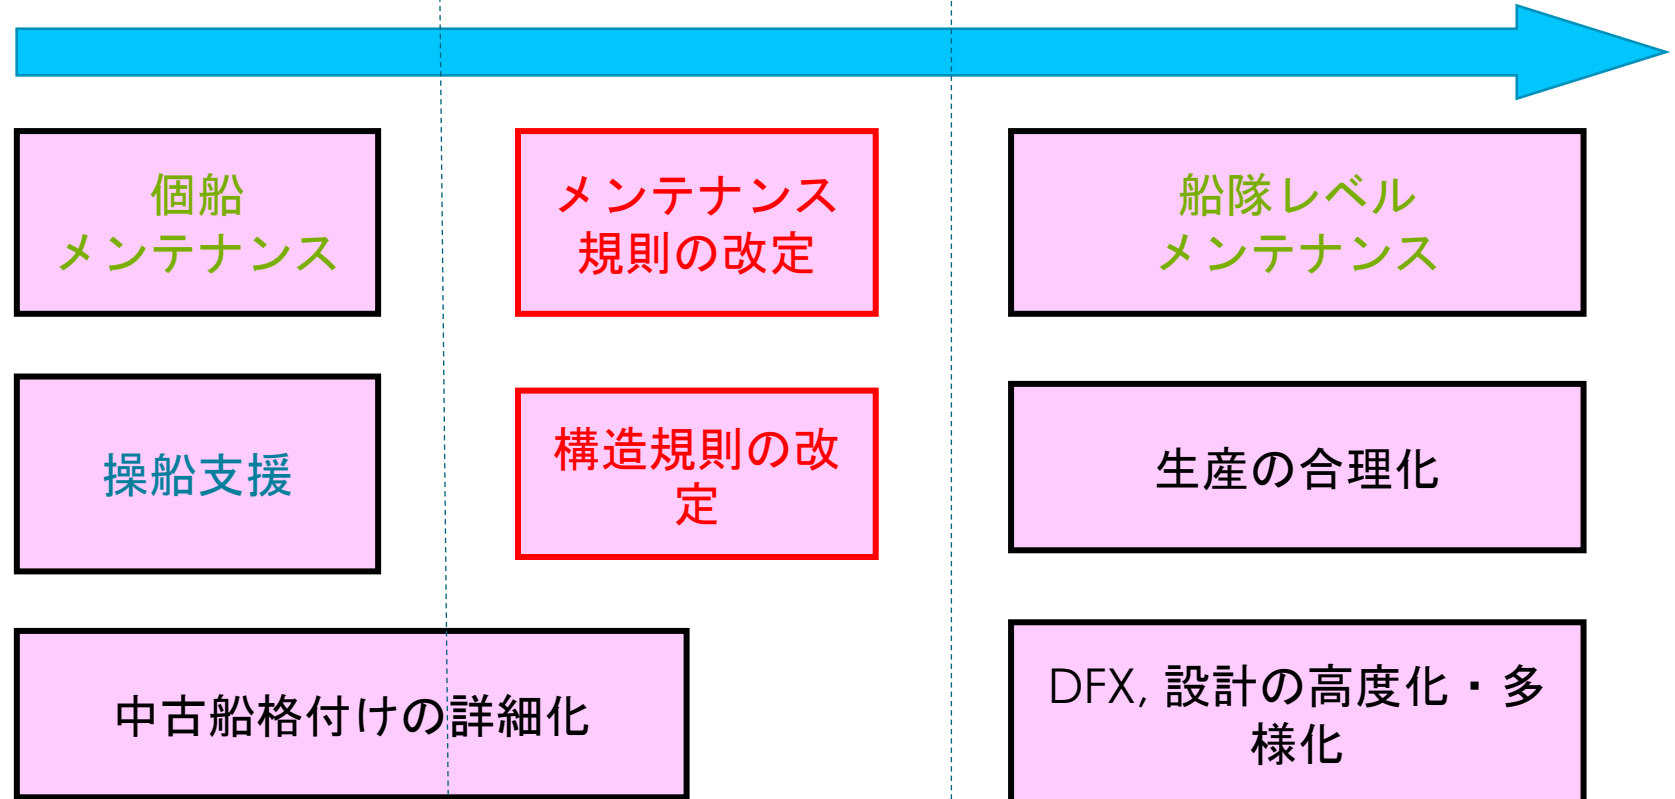 個船
メンテナンス
メンテナンス
規則の改定
船隊レベル
メンテナンス
操船支援
構造規則の改
定
生産の合理化
中古船格付けの詳細化
DFX, 設計の高度化・多
様化